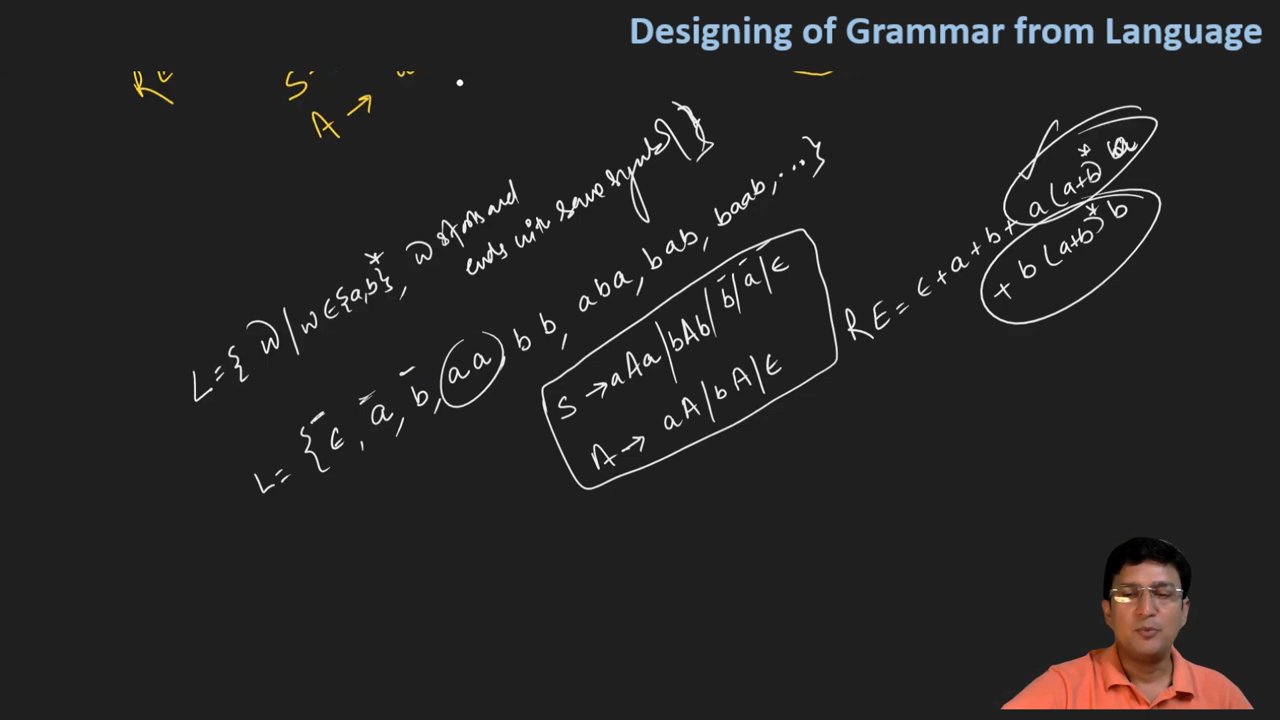 Designing of Grammar from Language
RE S
A →
L = { w / w ∈ {a,b}*, w starts and
ends with same symbol }
L = { ϵ, a, b, aa, bb, aba, bab, baab, ... }
S → aAa | bAb | b | a | ϵ
A → aA | bA | ϵ
RE = ϵ + a + b + a(a+b)* a
+ b(a+b)* b